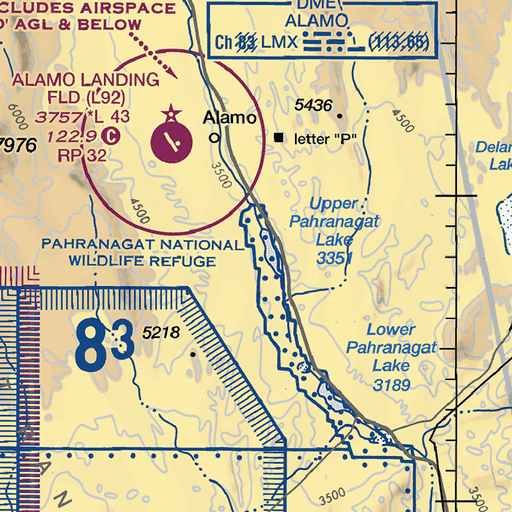 CLUDES AIRSPACE
0' AGL & BELOW
DME
ALAMO
Ch 83 LMX (113.65)
ALAMO LANDING
FLD (L92)
3757 *L 43
122.9 C
RP 32
6000
7976
Alamo
5436
letter "P"
4500
3500
4500
Delam
Lak
Upper
Pahranagat
Lake
3351
PAHRANAGAT NATIONAL
WILDLIFE REFUGE
83
5218
Lower
Pahranagat
Lake
3189
A
N
3500
3500